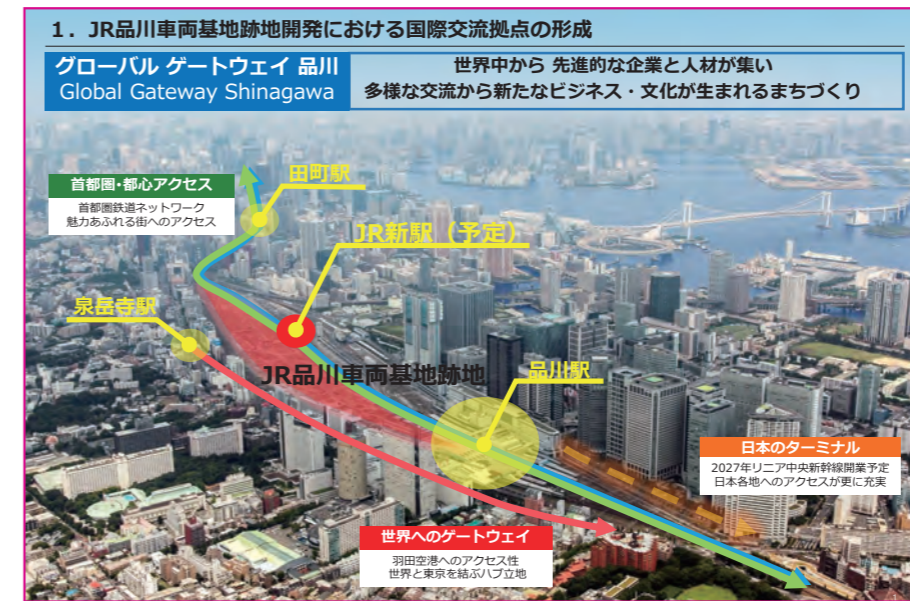 1．JR品川車両基地跡地開発における国際交流拠点の形成
グローバル ゲートウェイ 品川
Global Gateway Shinagawa
世界中から 先進的な企業と人材が集い
多様な交流から新たなビジネス・文化が生まれるまちづくり
首都圏・都心アクセス
首都圏鉄道ネットワーク
魅力あふれる街へのアクセス
田町駅
JR新駅（予定）
泉岳寺駅
JR品川車両基地跡地
品川駅
日本のターミナル
2027年リニア中央新幹線開業予定
日本各地へのアクセスが更に充実
世界へのゲートウェイ
羽田空港へのアクセス性
世界と東京を結ぶハブ立地